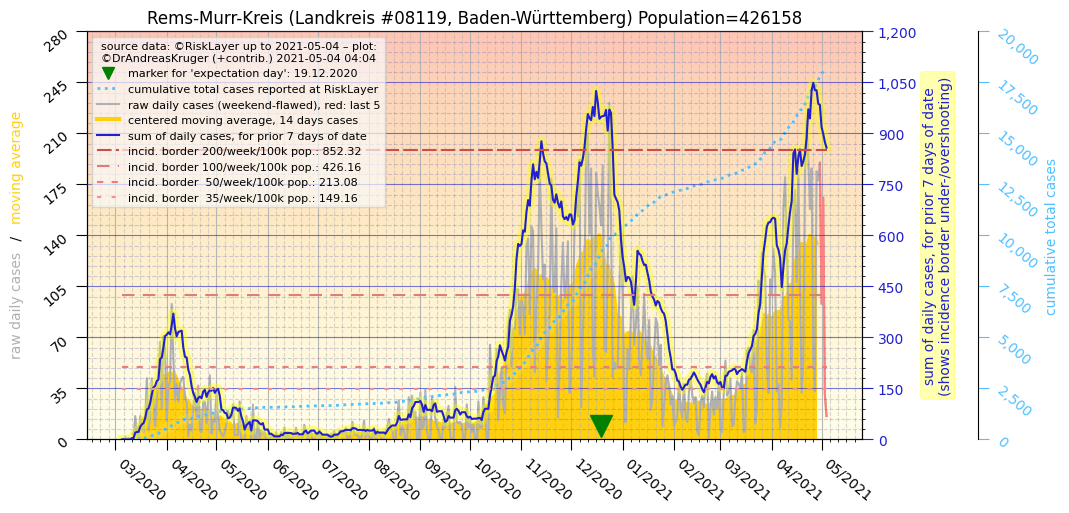 Rems-Murr-Kreis (Landkreis #08119, Baden-Württemberg) Population=426158
source data: ©RiskLayer up to 2021-05-04 – plot:
©DrAndreasKruger (+contrib.) 2021-05-04 04:04
marker for 'expectation day': 19.12.2020
cumulative total cases reported at RiskLayer
raw daily cases (weekend-flawed), red: last 5
centered moving average, 14 days cases
sum of daily cases, for prior 7 days of date
incid. border 200/week/100k pop.: 852.32
incid. border 100/week/100k pop.: 426.16
incid. border  50/week/100k pop.: 213.08
incid. border  35/week/100k pop.: 149.16
raw daily cases  /  moving average
280
245
210
175
140
105
70
35
0
03/2020
04/2020
05/2020
06/2020
07/2020
08/2020
09/2020
10/2020
11/2020
12/2020
01/2021
02/2021
03/2021
04/2021
05/2021
1,200
1,050
900
750
600
450
300
150
0
sum of daily cases, for prior 7 days of date
(shows incidence border under-/overshooting)
20,000
17,500
15,000
12,500
10,000
7,500
5,000
2,500
0
cumulative total cases